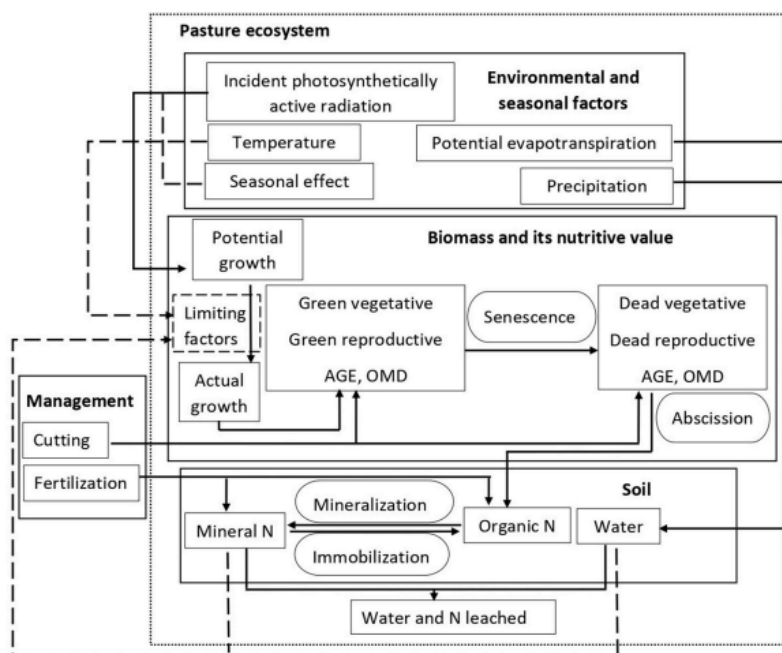 Pasture ecosystem
Incident photosynthetically
active radiation
Environmental and
seasonal factors
Temperature
Potential evapotranspiration
Seasonal effect
Precipitation
Potential
growth
Biomass and its nutritive value
Limiting
factors
Green vegetative
Green reproductive
AGE, OMD
Senescence
Dead vegetative
Dead reproductive
AGE, OMD
Actual
growth
Abscission
Management
Cutting
Fertilization
Soil
Mineralization
Mineral N
Organic N
Water
Immobilization
Water and N leached